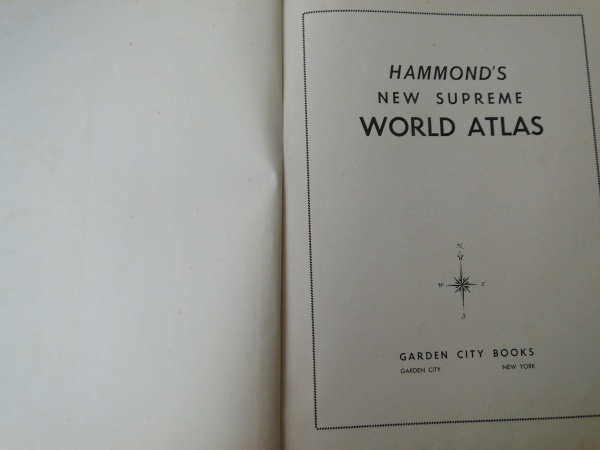 HAMMOND'S
NEW SUPREME
WORLD ATLAS
N
W E
S
GARDEN CITY BOOKS
GARDEN CITY NEW YORK